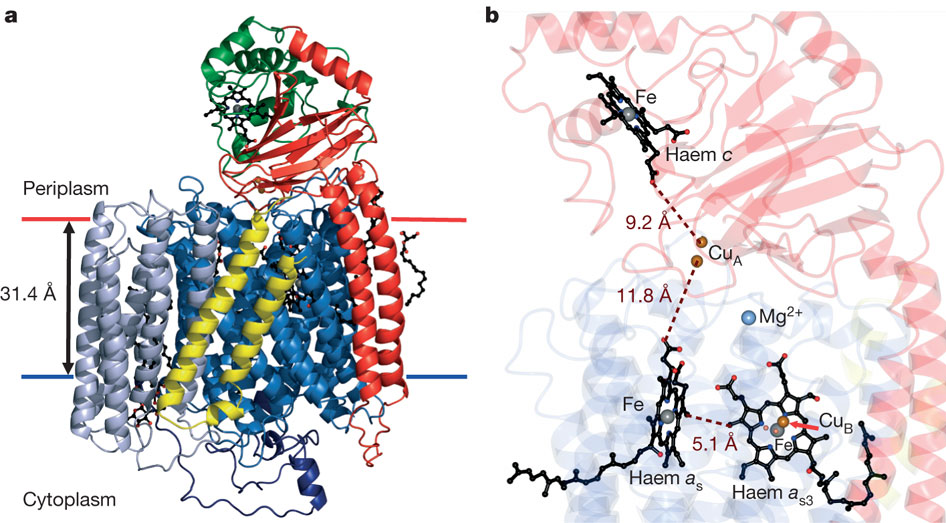 a
Periplasm
31.4 Å
Cytoplasm
b
Fe
Haem c
9.2 Å
CuA
11.8 Å
Mg2+
Fe
CuB
Fe
5.1 Å
Haem as
Haem as3